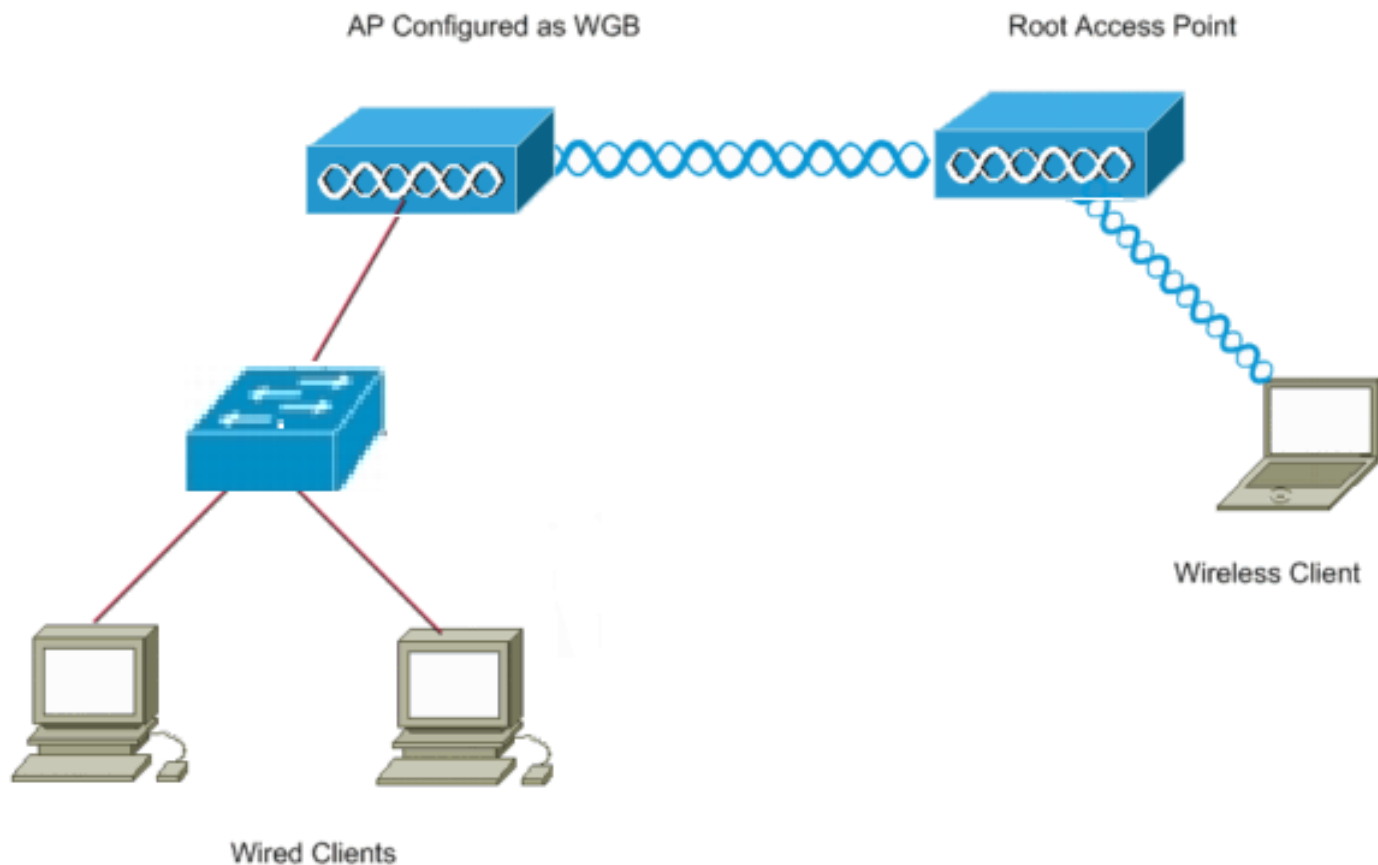 AP Configured as WGB
Root Access Point
Wireless Client
Wired Clients